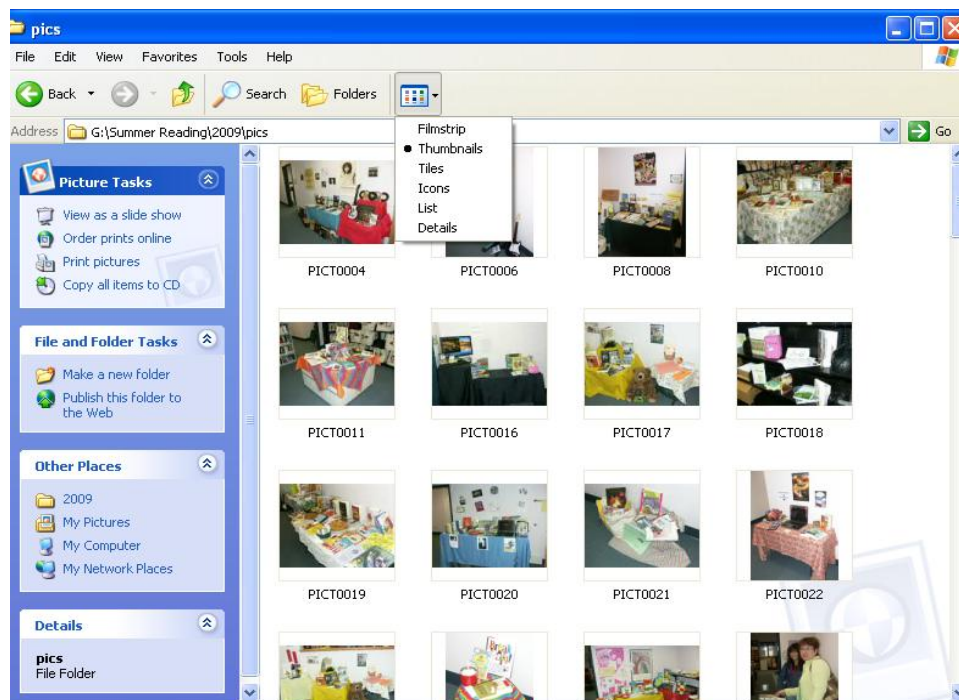 pics
File Edit View Favorites Tools Help
Back Search Folders
Address G:\Summer Reading\2009\pics Go
Filmstrip
Thumbnails
Tiles
Icons
List
Details
Picture Tasks
View as a slide show
Order prints online
Print pictures
Copy all items to CD
File and Folder Tasks
Make a new folder
Publish this folder to
the Web
Other Places
2009
My Pictures
My Computer
My Network Places
Details
pics
File Folder
PICT0004 PICT0006 PICT0008 PICT0010
PICT0011 PICT0016 PICT0017 PICT0018
PICT0019 PICT0020 PICT0021 PICT0022